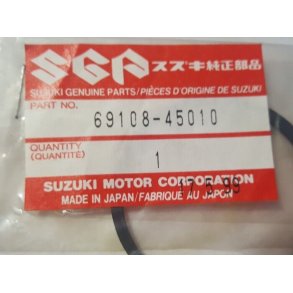 SGP スズキ純正部品
SUZUKI GENUINE PARTS/PIÈCES D'ORIGINE DE SUZUKI
PART NO.
69108-45010
QUANTITY
(QUANTITÉ)
1
SUZUKI MOTOR CORPORATION
MADE IN JAPAN/FABRIQUÉ AU JAPON